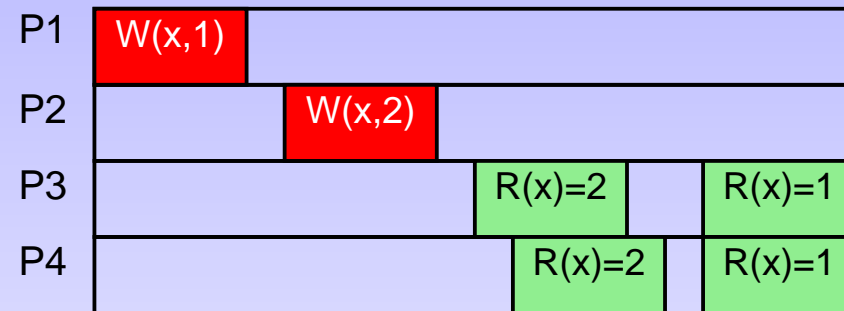 P1 W(x,1)
P2 W(x,2)
P3 R(x)=2 R(x)=1
P4 R(x)=2 R(x)=1